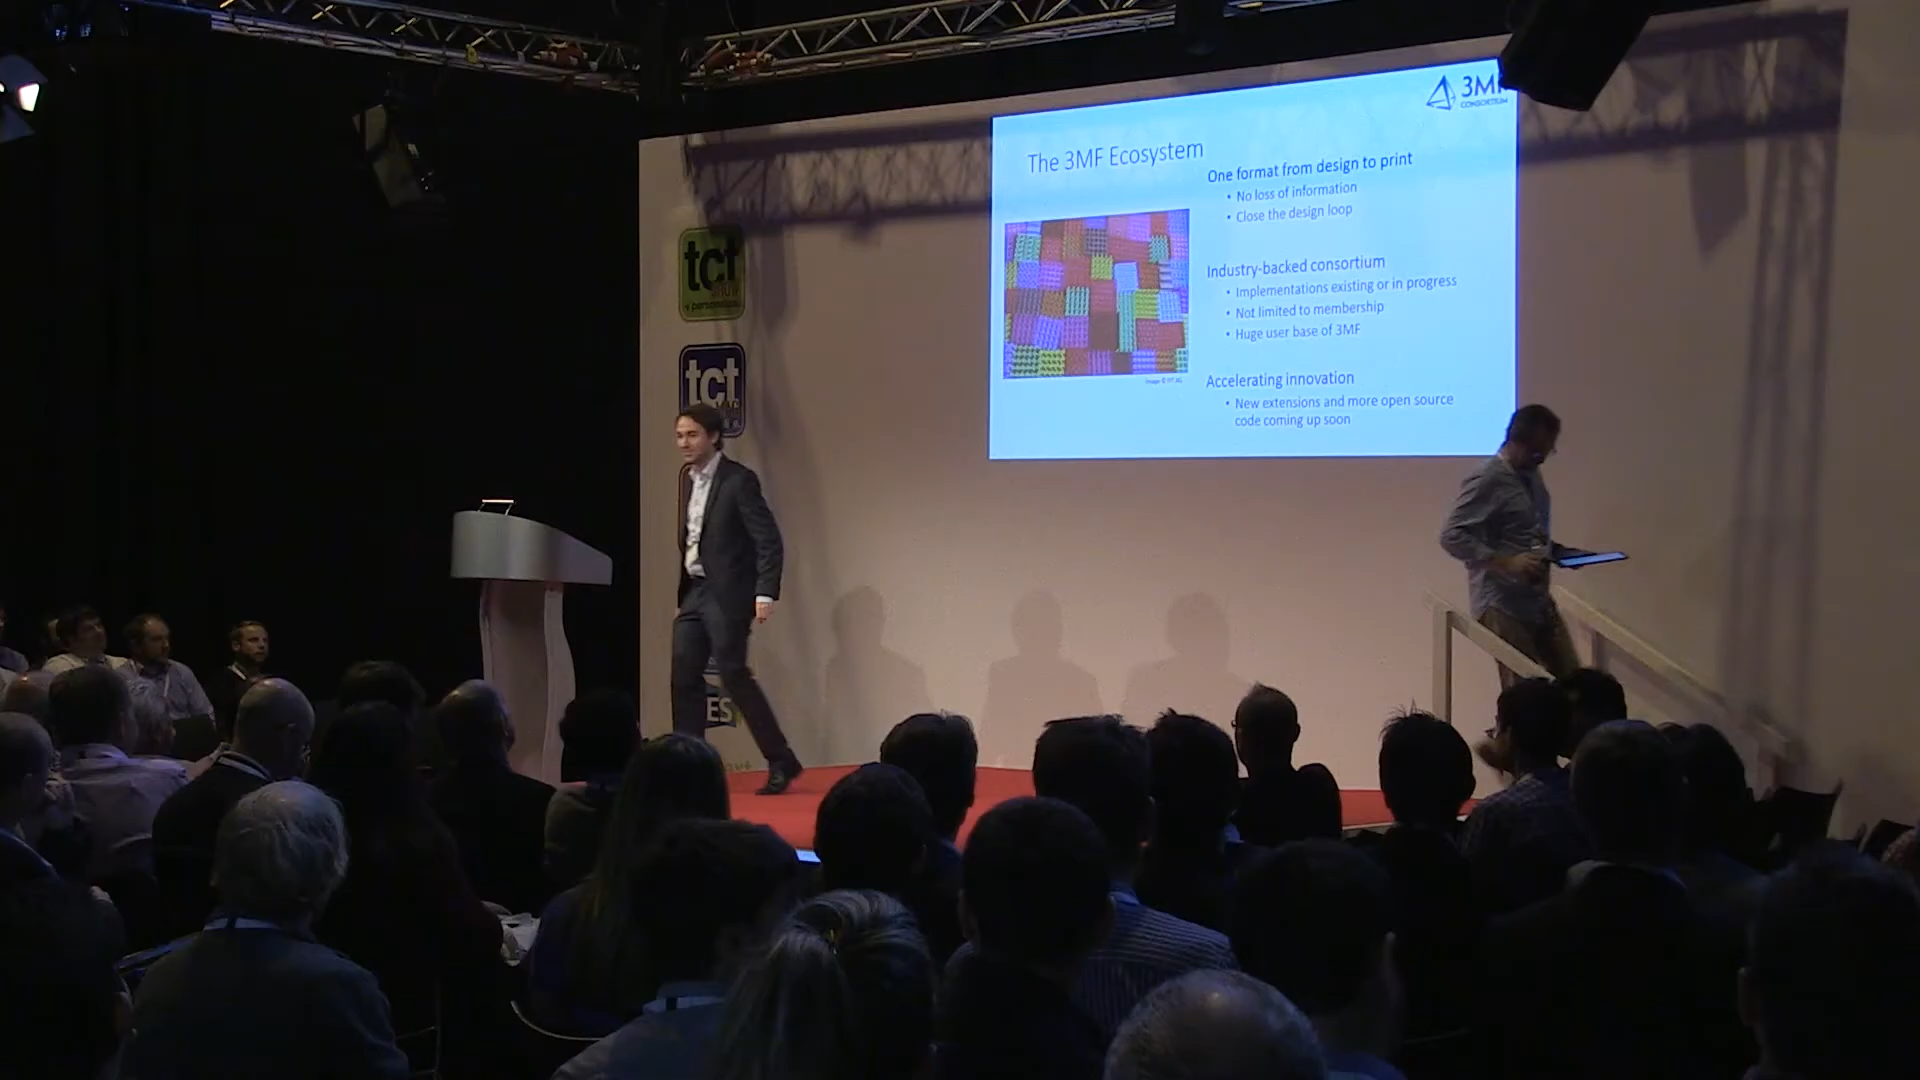 3MF
CONSORTIUM
The 3MF Ecosystem
One format from design to print
• No loss of information
• Close the design loop
Industry-backed consortium
• Implementations existing or in progress
• Not limited to membership
• Huge user base of 3MF
Accelerating innovation
• New extensions and more open source
code coming up soon
tct
show
tct